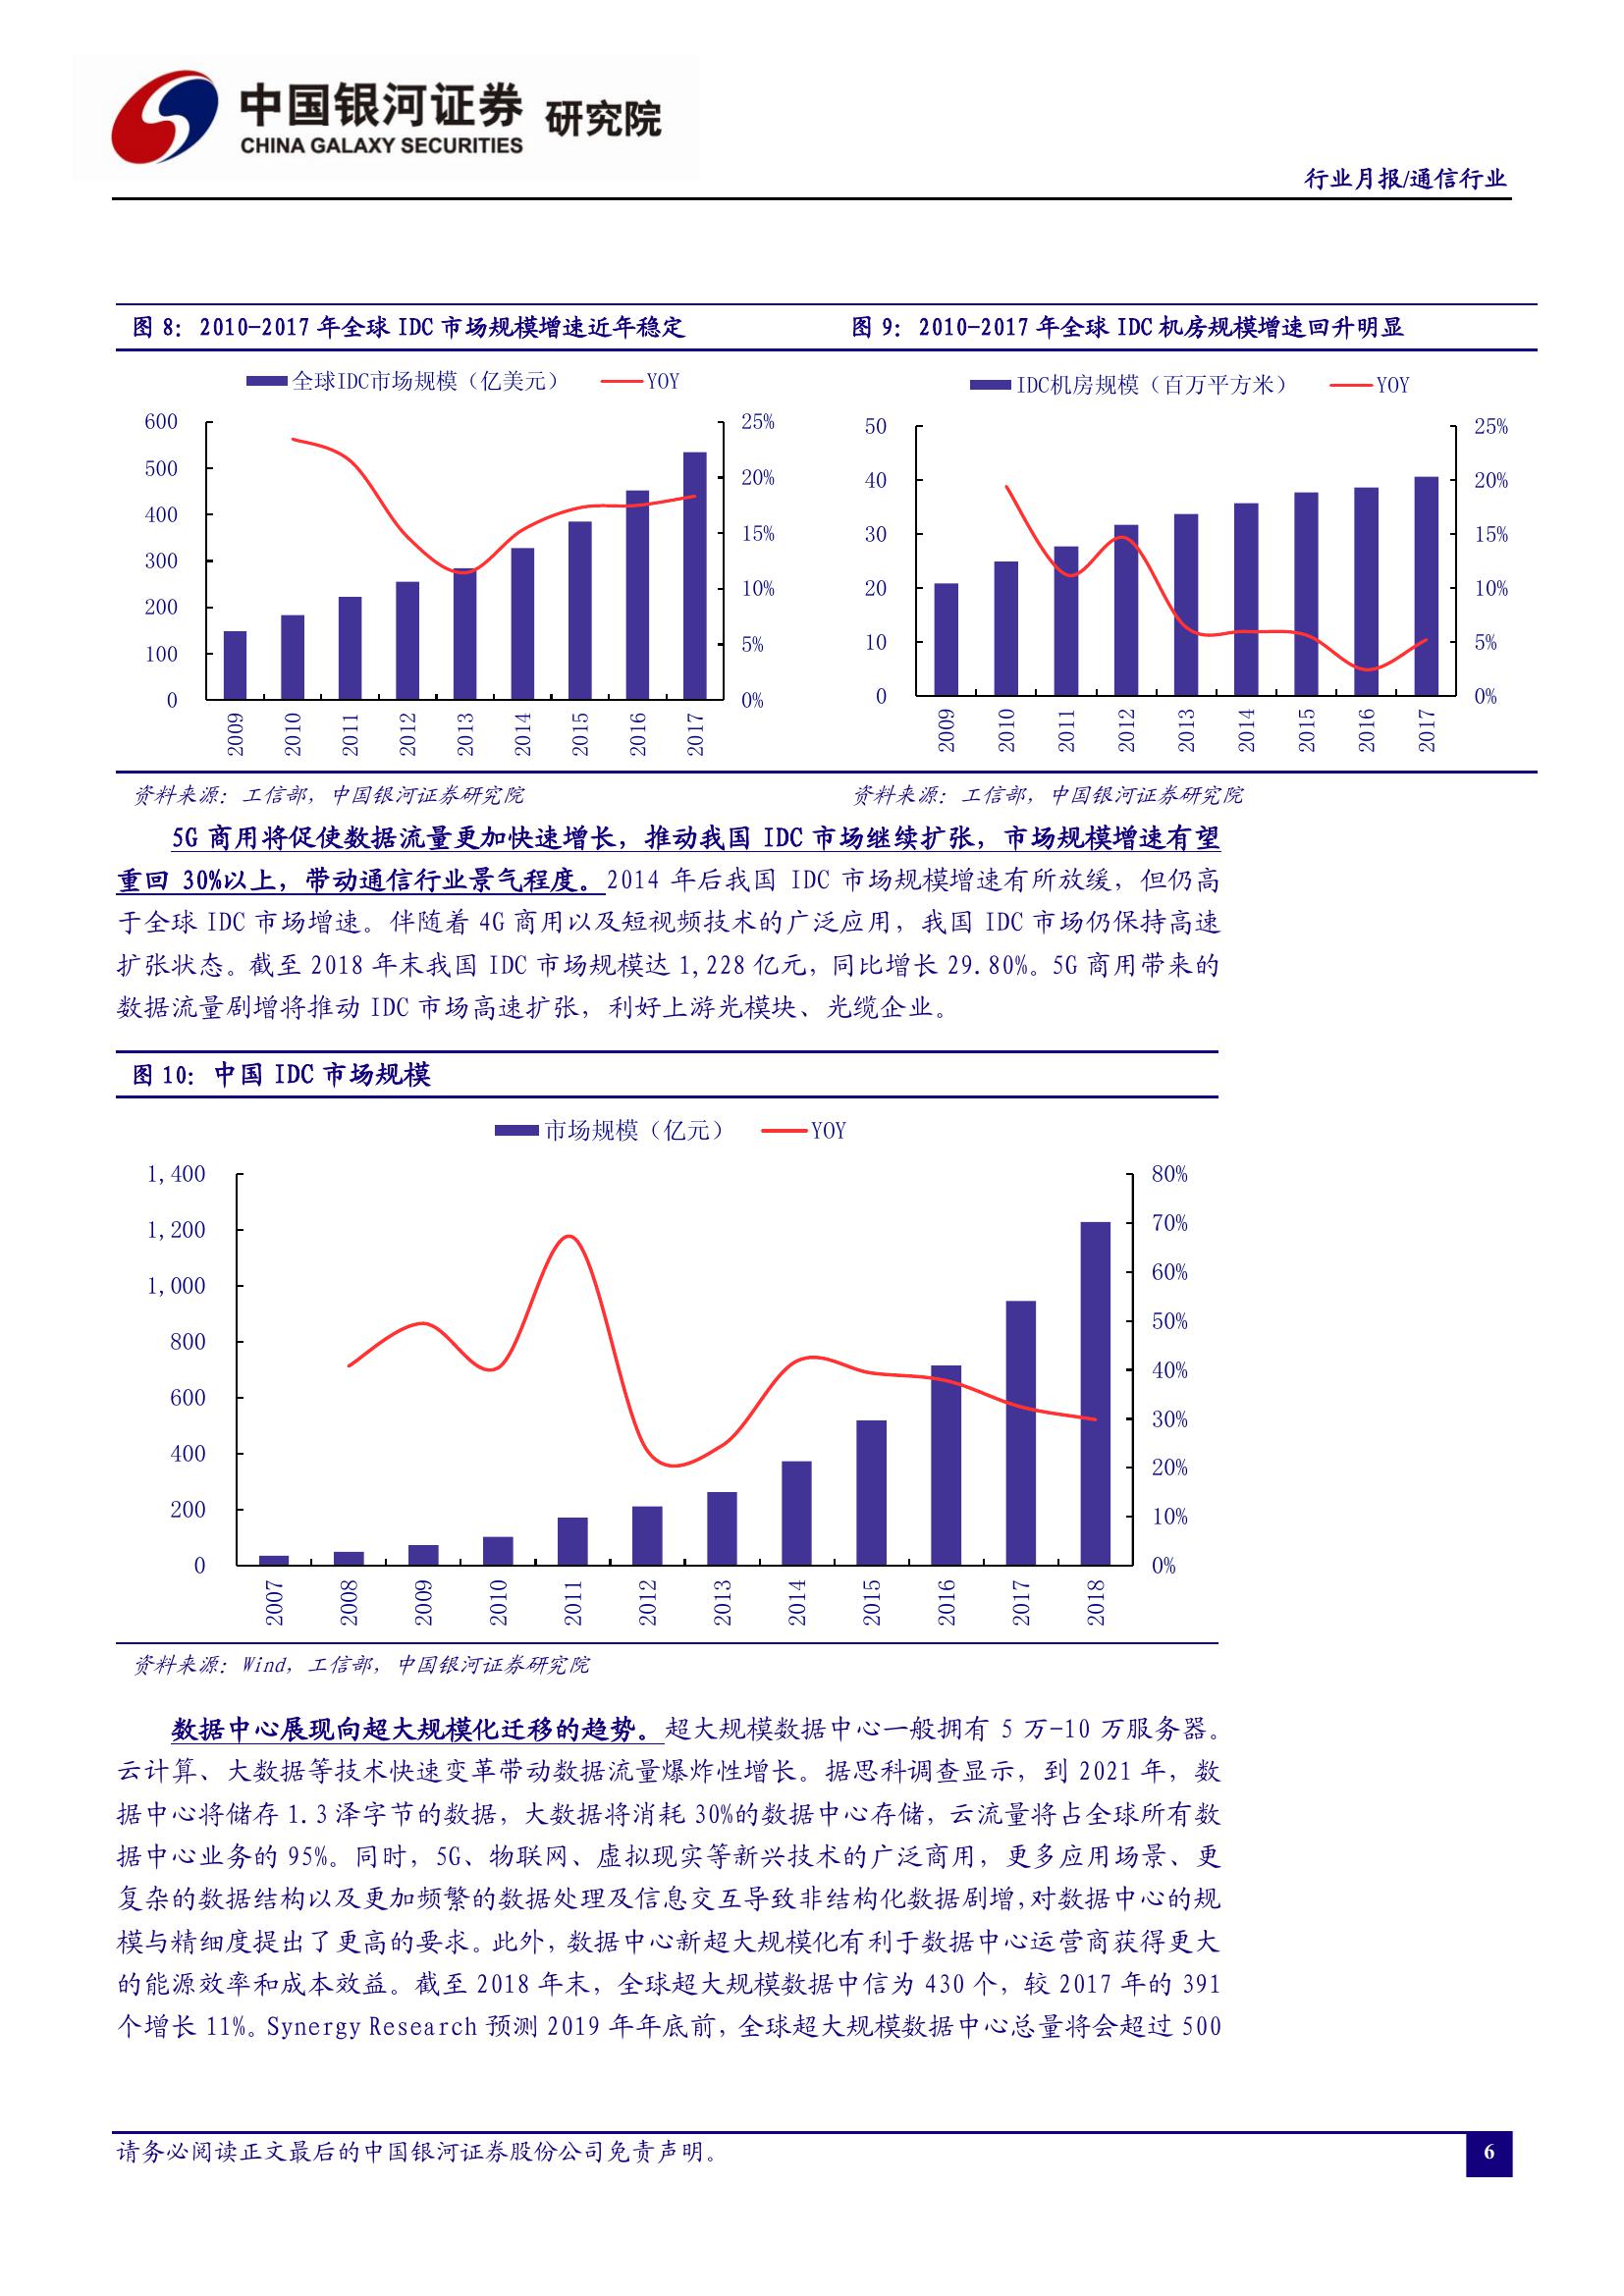 中国银河证券 研究院
CHINA GALAXY SECURITIES
行业月报/通信行业
图 8：2010-2017 年全球 IDC 市场规模增速近年稳定
图 9：2010-2017 年全球 IDC 机房规模增速回升明显
全球IDC市场规模（亿美元） YOY
600
500
400
300
200
100
0
25%
20%
15%
10%
5%
0%
2009 2010 2011 2012 2013 2014 2015 2016 2017
IDC机房规模（百万平方米） YOY
50
40
30
20
10
0
25%
20%
15%
10%
5%
0%
2009 2010 2011 2012 2013 2014 2015 2016 2017
资料来源：工信部，中国银河证券研究院
资料来源：工信部，中国银河证券研究院
5G 商用将促使数据流量更加快速增长，推动我国 IDC 市场继续扩张，市场规模增速有望
重回 30%以上，带动通信行业景气程度。2014 年后我国 IDC 市场规模增速有所放缓，但仍高
于全球 IDC 市场增速。伴随着 4G 商用以及短视频技术的广泛应用，我国 IDC 市场仍保持高速
扩张状态。截至 2018 年末我国 IDC 市场规模达 1,228 亿元，同比增长 29.80%。5G 商用带来的
数据流量剧增将推动 IDC 市场高速扩张，利好上游光模块、光缆企业。
图 10：中国 IDC 市场规模
市场规模（亿元） YOY
1,400
1,200
1,000
800
600
400
200
0
80%
70%
60%
50%
40%
30%
20%
10%
0%
2007 2008 2009 2010 2011 2012 2013 2014 2015 2016 2017 2018
资料来源：Wind，工信部，中国银河证券研究院
数据中心展现向超大规模化迁移的趋势。超大规模数据中心一般拥有 5 万-10 万服务器。
云计算、大数据等技术快速变革带动数据流量爆炸性增长。据思科调查显示，到 2021 年，数
据中心将储存 1.3 泽字节的数据，大数据将消耗 30%的数据中心存储，云流量将占全球所有数
据中心业务的 95%。同时，5G、物联网、虚拟现实等新兴技术的广泛商用，更多应用场景、更
复杂的数据结构以及更加频繁的数据处理及信息交互导致非结构化数据剧增，对数据中心的规
模与精细度提出了更高的要求。此外，数据中心新超大规模化有利于数据中心运营商获得更大
的能源效率和成本效益。截至 2018 年末，全球超大规模数据中信为 430 个，较 2017 年的 391
个增长 11%。Synergy Research 预测 2019 年年底前，全球超大规模数据中心总量将会超过 500
请务必阅读正文最后的中国银河证券股份公司免责声明。
6